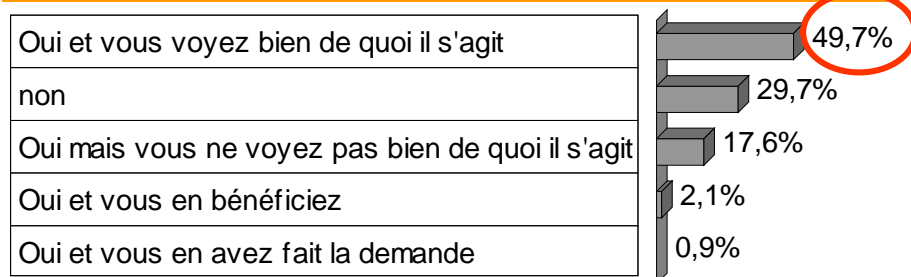 Oui et vous voyez bien de quoi il s'agit 49,7%
non 29,7%
Oui mais vous ne voyez pas bien de quoi il s'agit 17,6%
Oui et vous en bénéficiez 2,1%
Oui et vous en avez fait la demande 0,9%